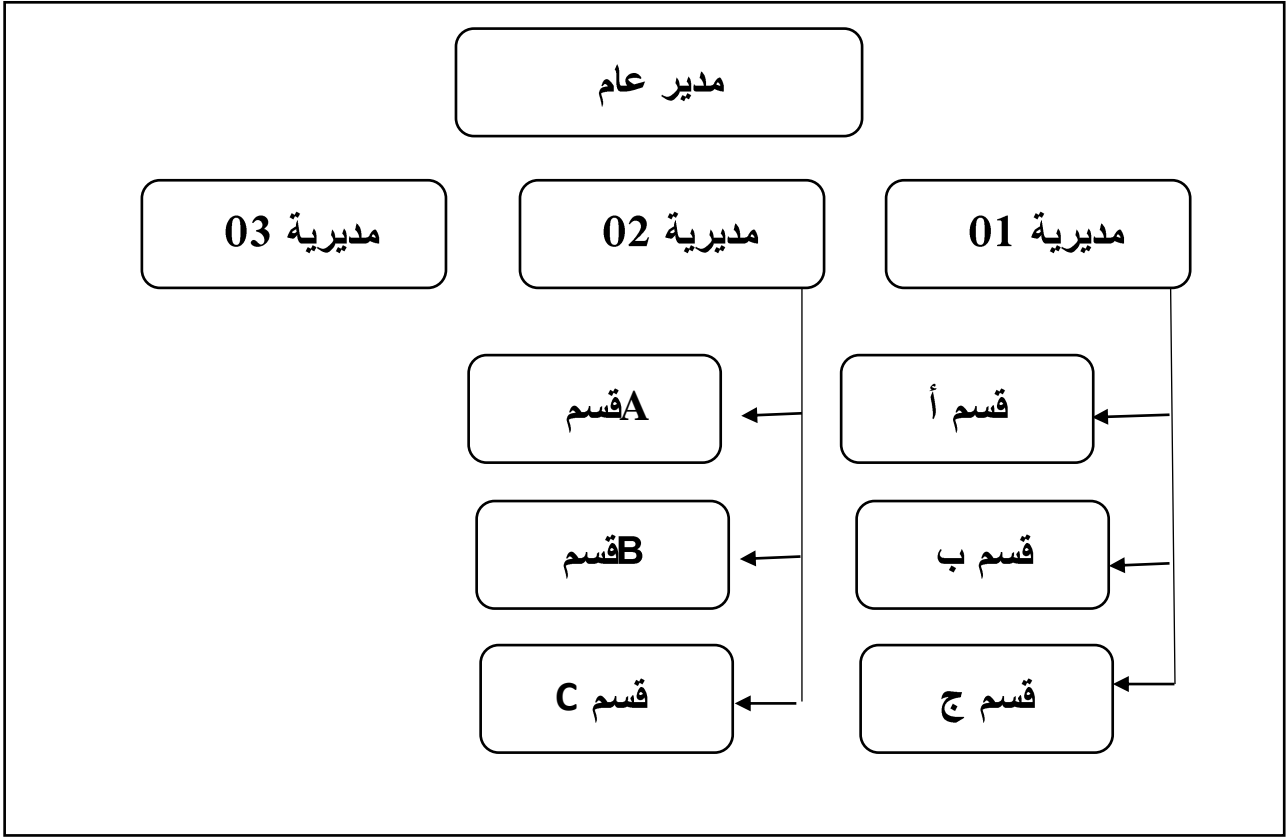 مدير عام
مديرية 01
مديرية 02
مديرية 03
قسم أ
قسمA
قسم ب
قسمB
قسم ج
قسم C